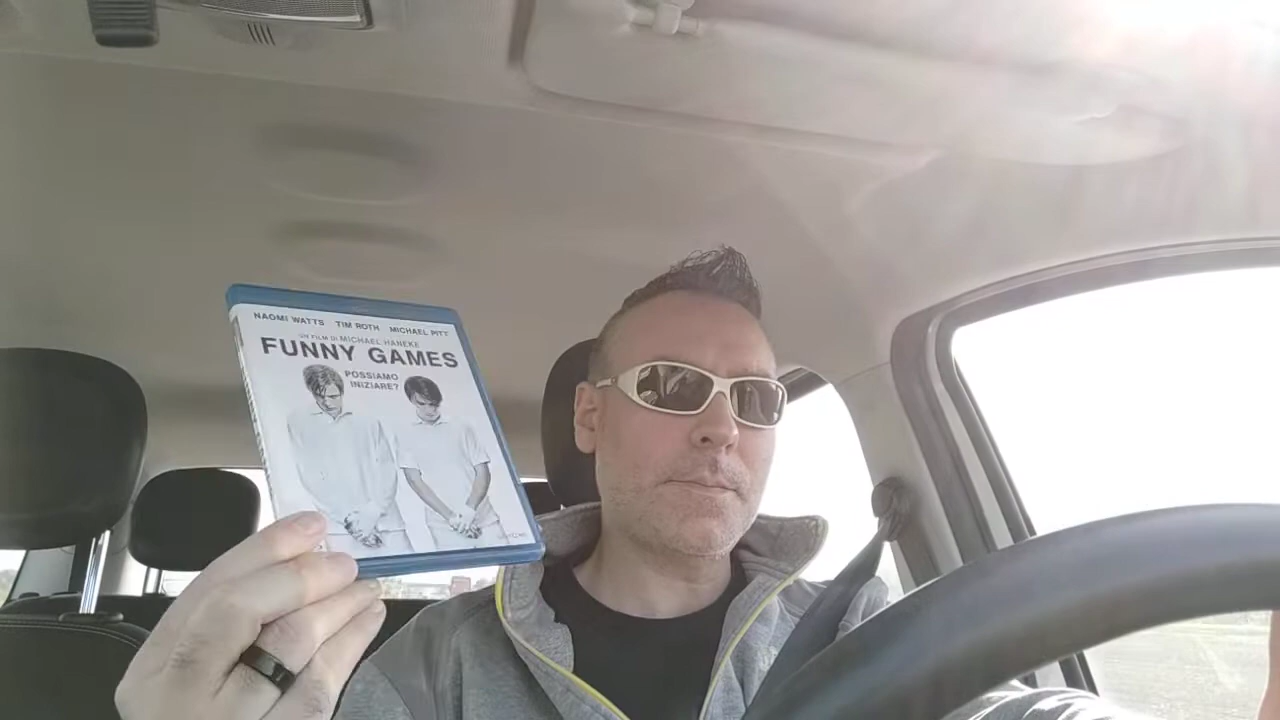 NAOMI WATTS TIM ROTH MICHAEL PITT
UN FILM DI MICHAEL HANEKE
FUNNY GAMES
POSSIAMO
INIZIARE?